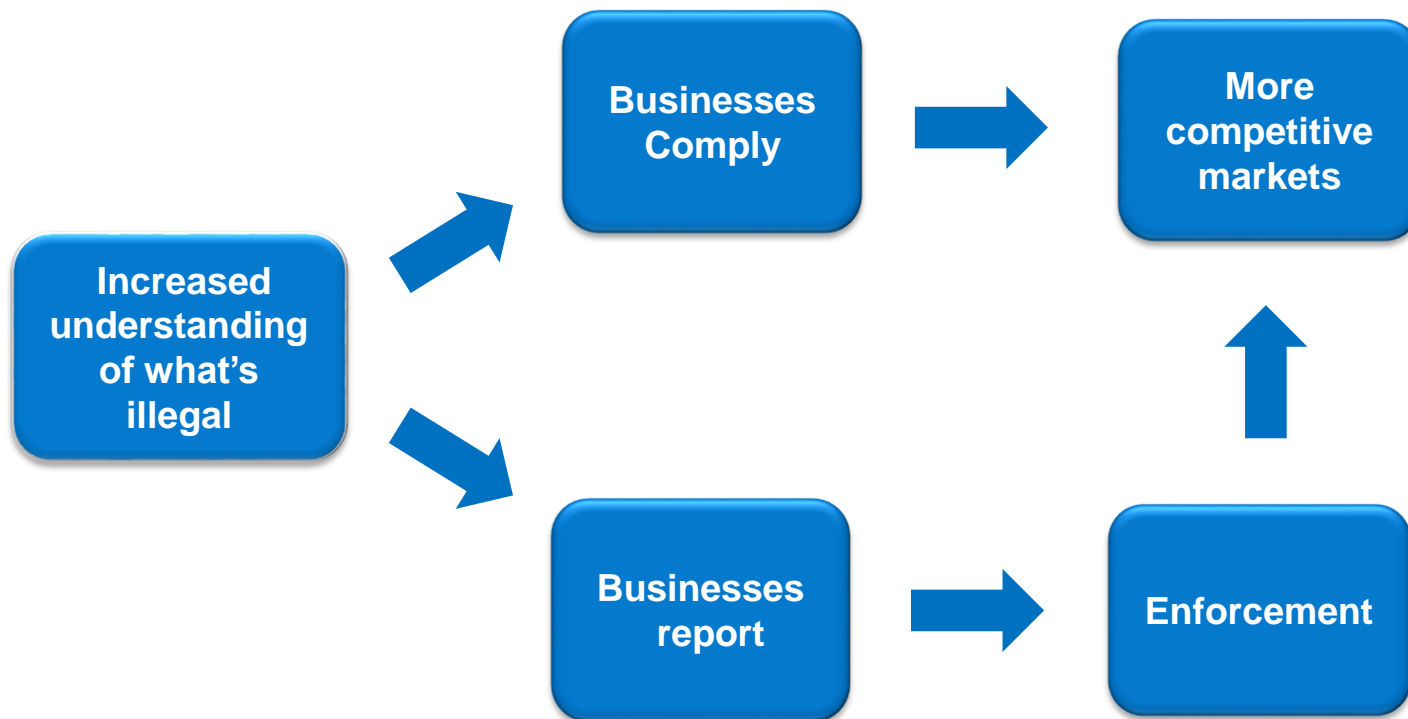 Businesses
Comply
More
competitive
markets
Increased
understanding
of what’s
illegal
Businesses
report
Enforcement